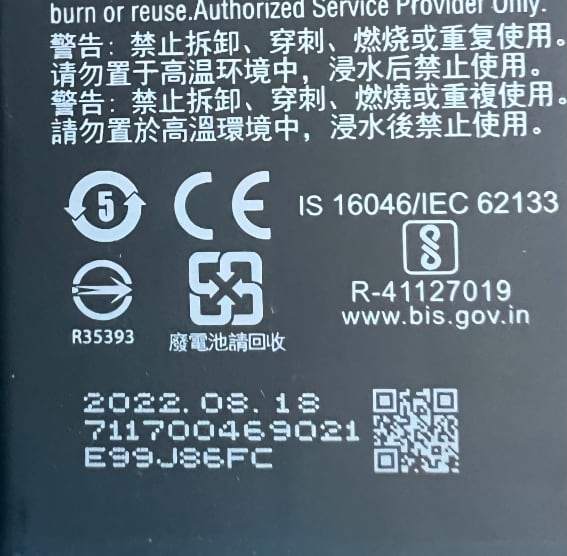 burn or reuse.Authorized Service Provider Only.
警告：禁止拆卸、穿刺、燃烧或重复使用。
请勿置于高温环境中，浸水后禁止使用。
警告：禁止拆卸、穿刺、燃燒或重複使用。
請勿置於高溫環境中，浸水後禁止使用。
5
CE
IS 16046/IEC 62133
R-41127019
www.bis.gov.in
R35393
廢電池請回收
2022.08.18
711700469021
E99J86FC